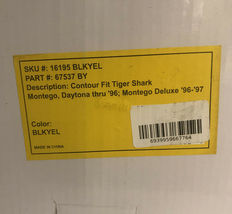 SKU #: 16195 BLKYEL
PART #: 67537 BY
Description: Contour Fit Tiger Shark
Montego, Daytona thru '96; Montego Deluxe '96-'97
Color:
BLKYEL
MADE IN CHINA
6939959667764